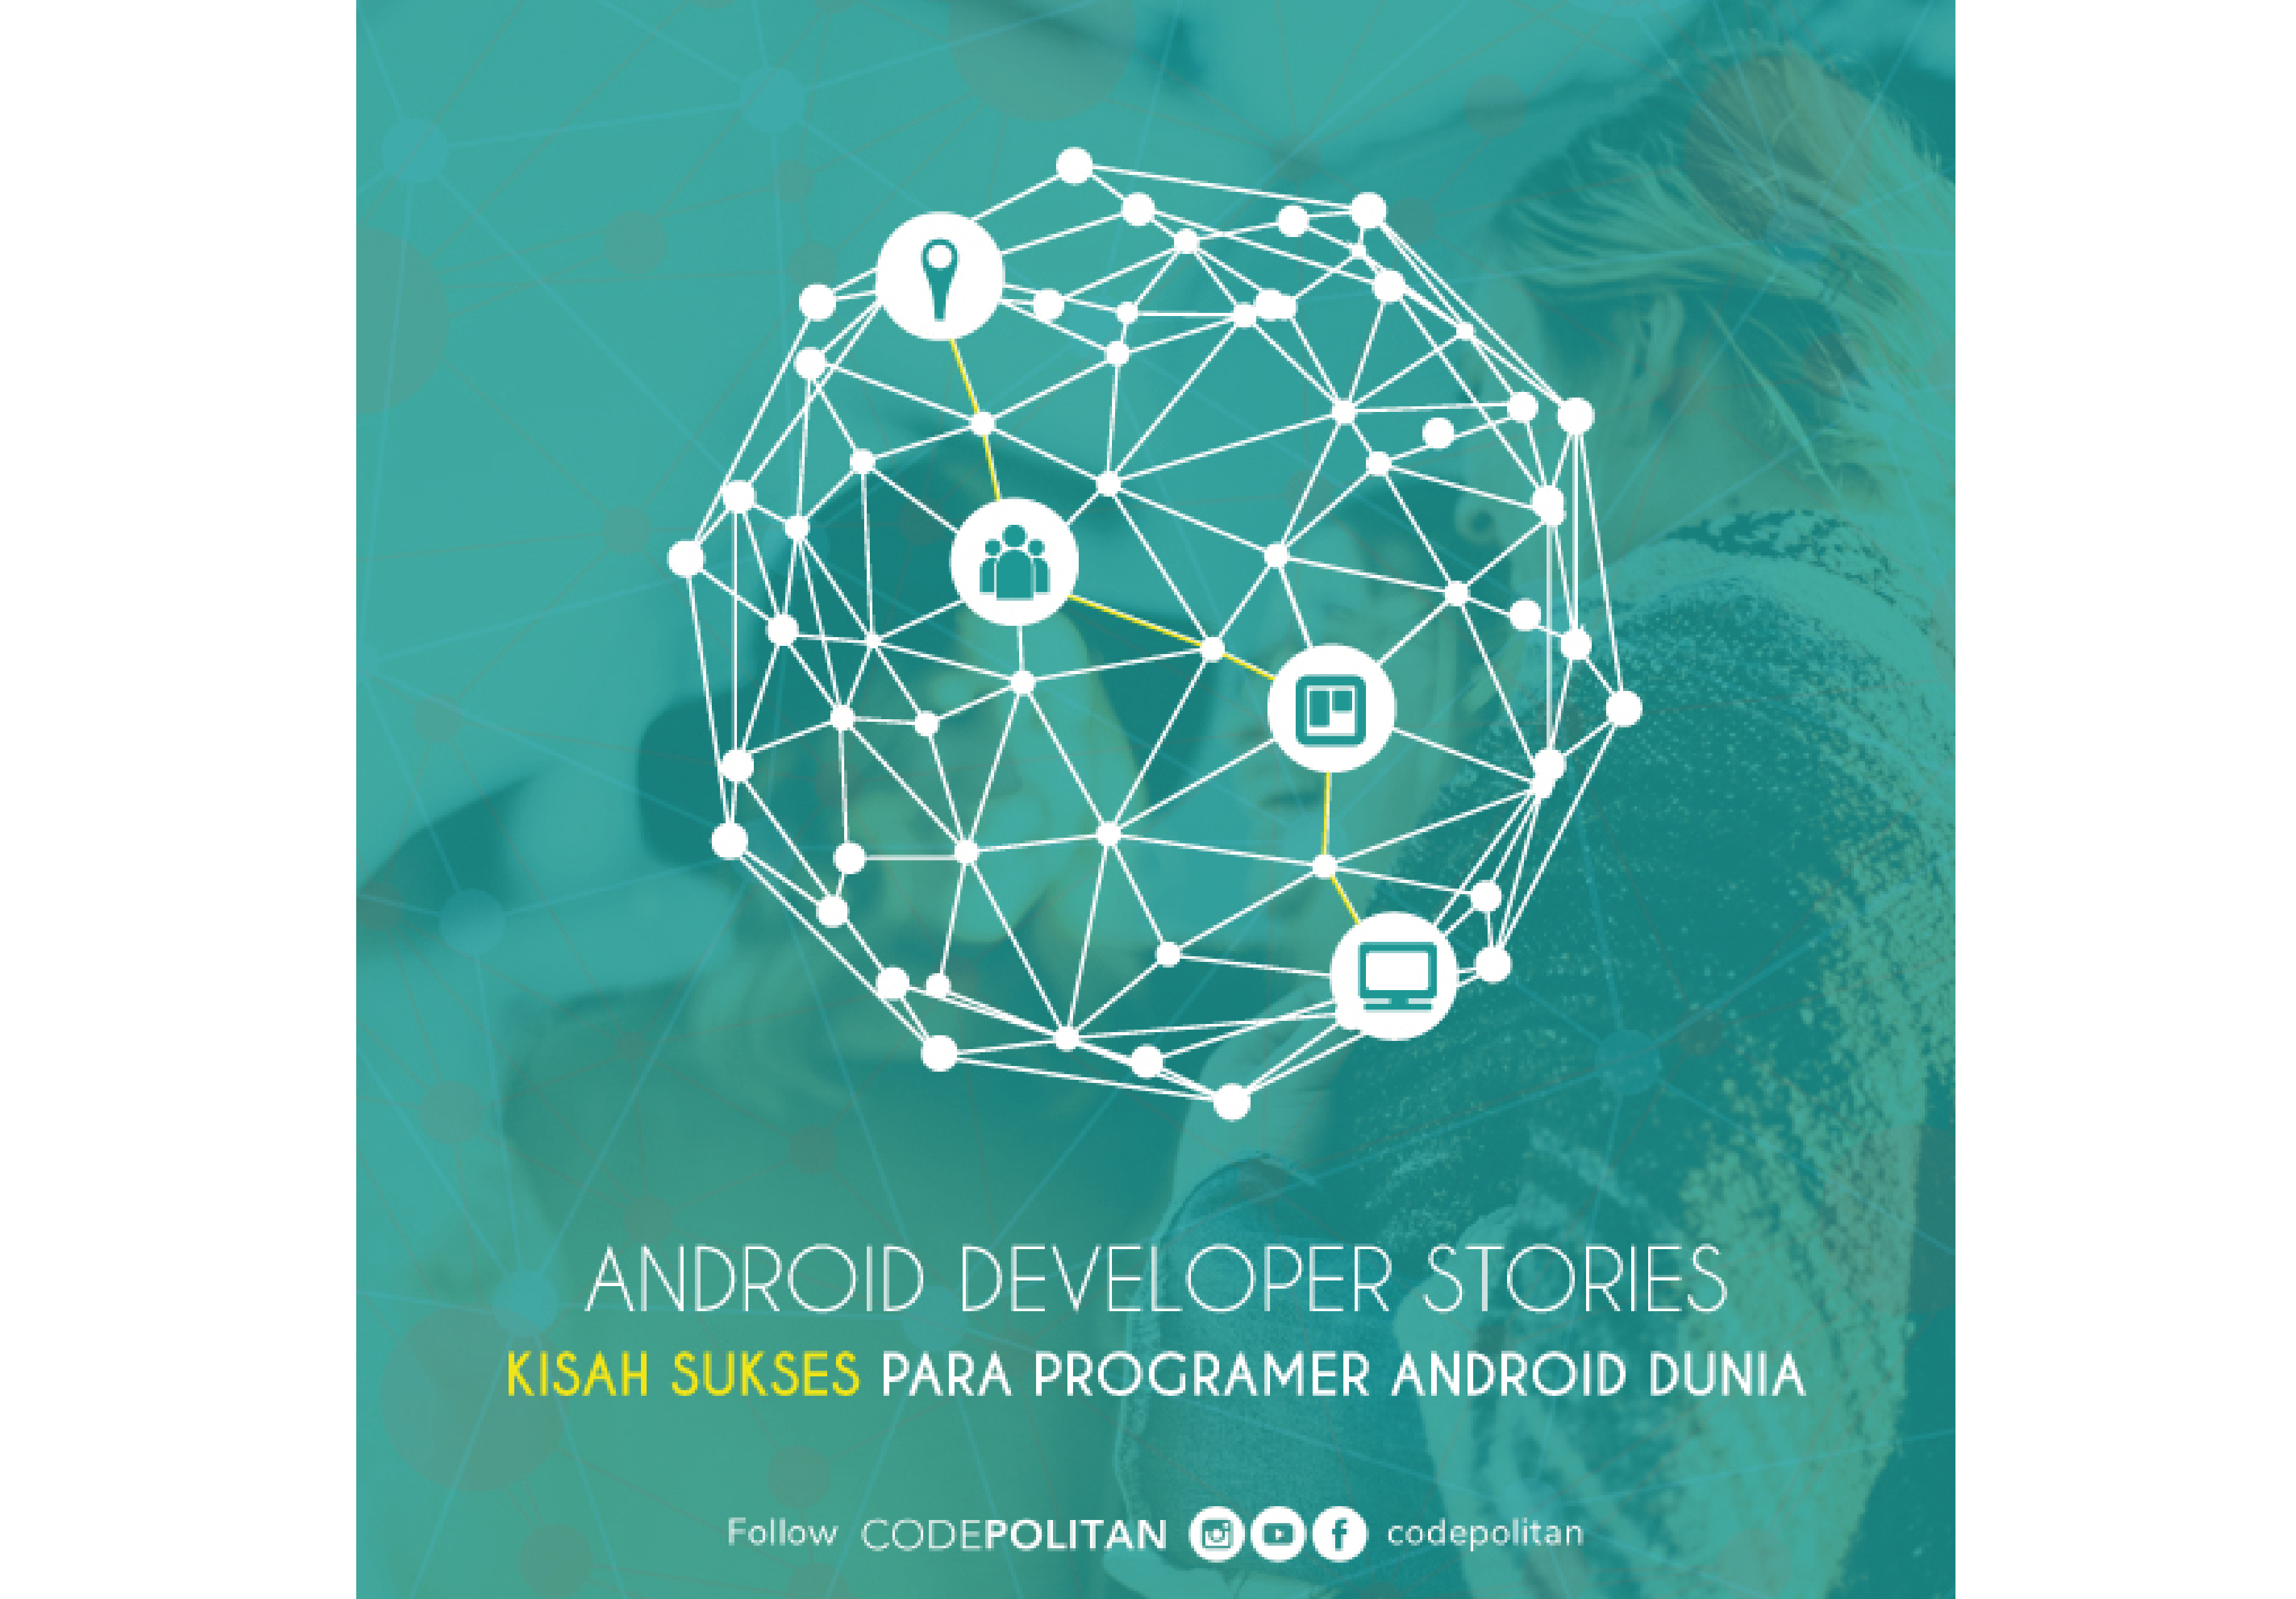 ANDROID DEVELOPER STORIES
KISAH SUKSES PARA PROGRAMER ANDROID DUNIA
Follow CODEPOLITAN codepolitan